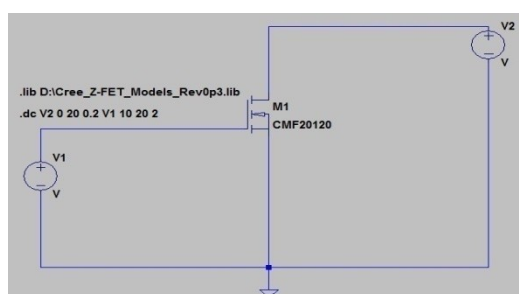 V2
V
.lib D:\Cree_Z-FET_Models_Rev0p3.lib
M1
.dc V2 0 20 0.2 V1 10 20 2
CMF20120
V1
V